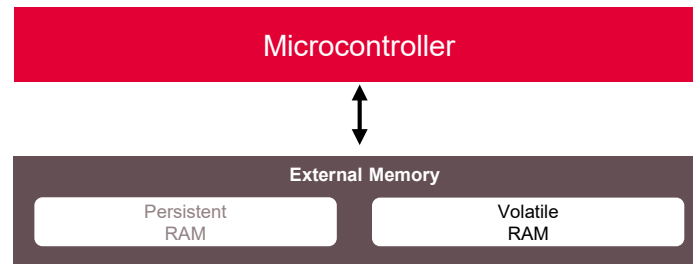 Microcontroller
External Memory
Persistent
RAM
Volatile
RAM